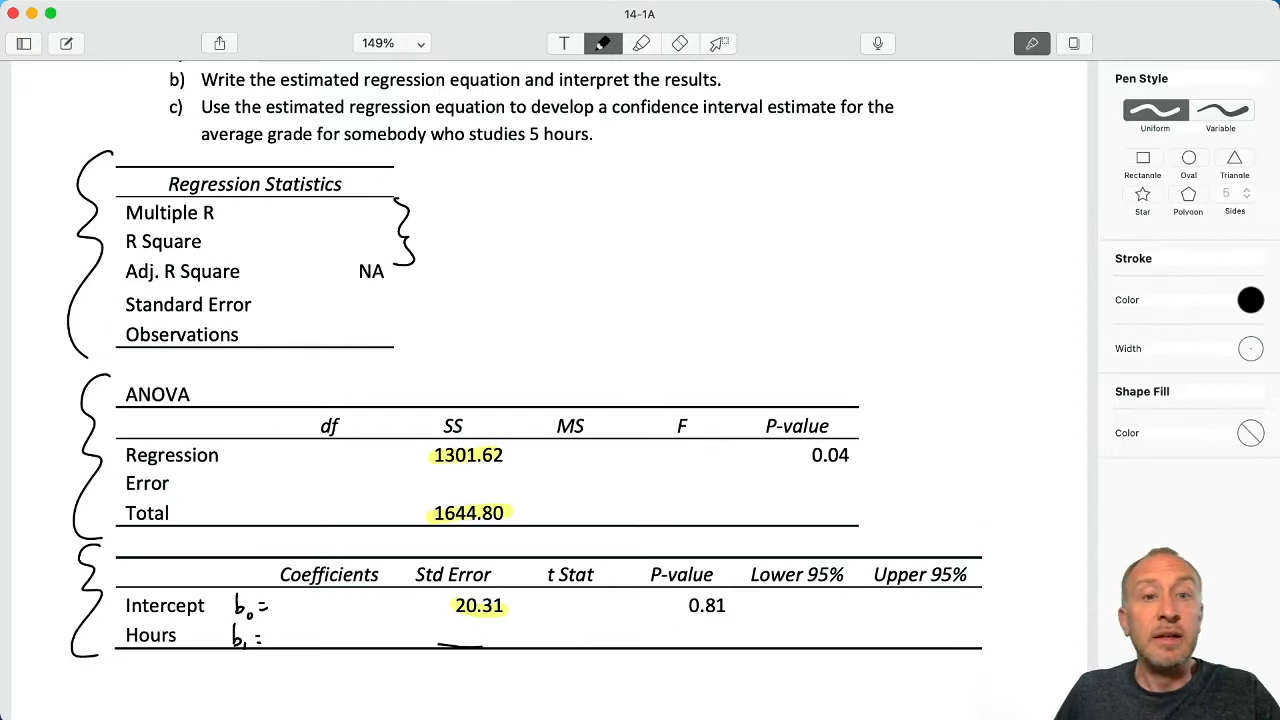 14-1A
149%
T
b) Write the estimated regression equation and interpret the results.
c) Use the estimated regression equation to develop a confidence interval estimate for the
average grade for somebody who studies 5 hours.
Regression Statistics
Multiple R
R Square
Adj. R Square NA
Standard Error
Observations
ANOVA
df SS MS F P-value
Regression 1301.62 0.04
Error
Total 1644.80
Coefficients Std Error t Stat P-value Lower 95% Upper 95%
Intercept b₀ = 20.31 0.81
Hours b₁ =
Pen Style
Uniform Variable
Rectangle Oval Triangle
5
Star Polygon Sides
Stroke
Color
Width
Shape Fill
Color